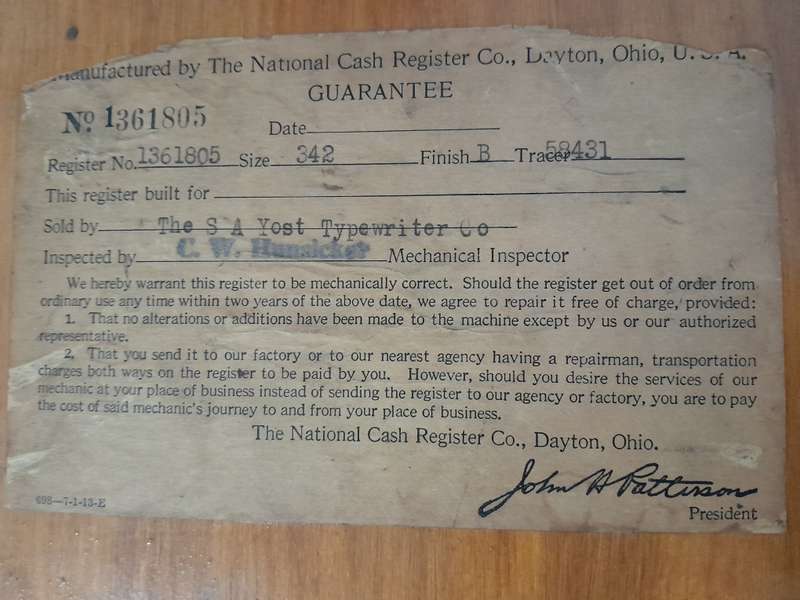 Manufactured by The National Cash Register Co., Dayton, Ohio, U. S. A.
GUARANTEE
Nº 1361805
Date
Register No. 1361805 Size 342 Finish B Tracer 58431
This register built for
Sold by The S A Yost Typewriter Co
Inspected by C. W. Hunsicker Mechanical Inspector
We hereby warrant this register to be mechanically correct. Should the register get out of order from
ordinary use any time within two years of the above date, we agree to repair it free of charge, provided:
1. That no alterations or additions have been made to the machine except by us or our authorized
representative.
2. That you send it to our factory or to our nearest agency having a repairman, transportation
charges both ways on the register to be paid by you. However, should you desire the services of our
mechanic at your place of business instead of sending the register to our agency or factory, you are to pay
the cost of said mechanic's journey to and from your place of business.
The National Cash Register Co., Dayton, Ohio.
John H Patterson
President
698—7-1-13-E